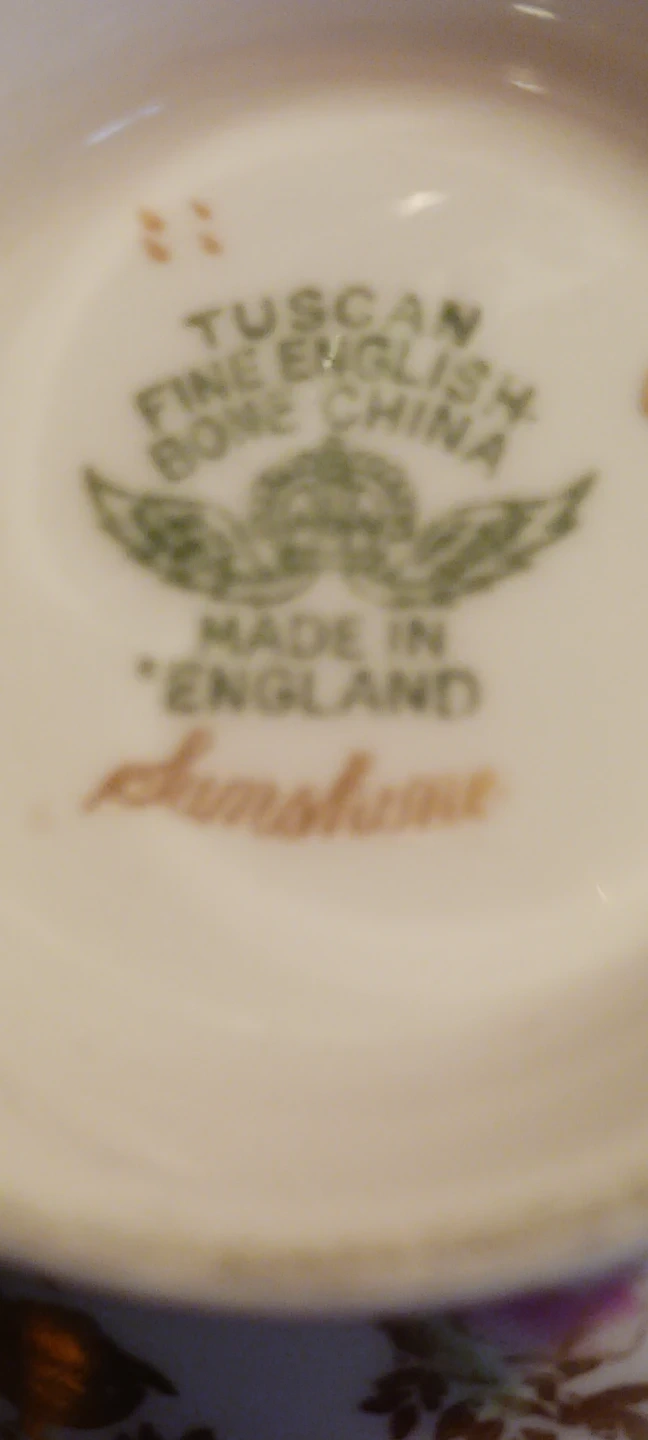 TUSCAN
FINE ENGLISH
BONE CHINA
MADE IN
ENGLAND
Sunshine